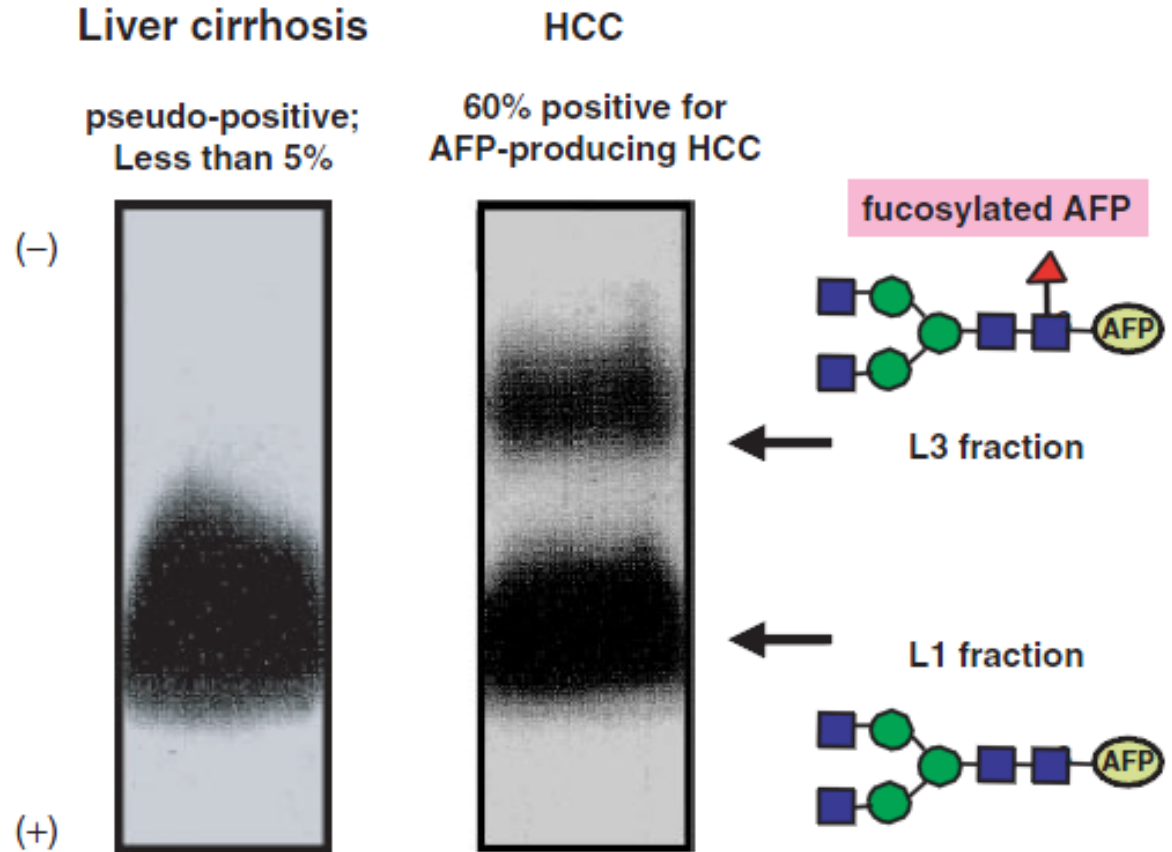 Liver cirrhosis
pseudo-positive;
Less than 5%
HCC
60% positive for
AFP-producing HCC
(–)
(+)
fucosylated AFP
AFP
L3 fraction
L1 fraction
AFP